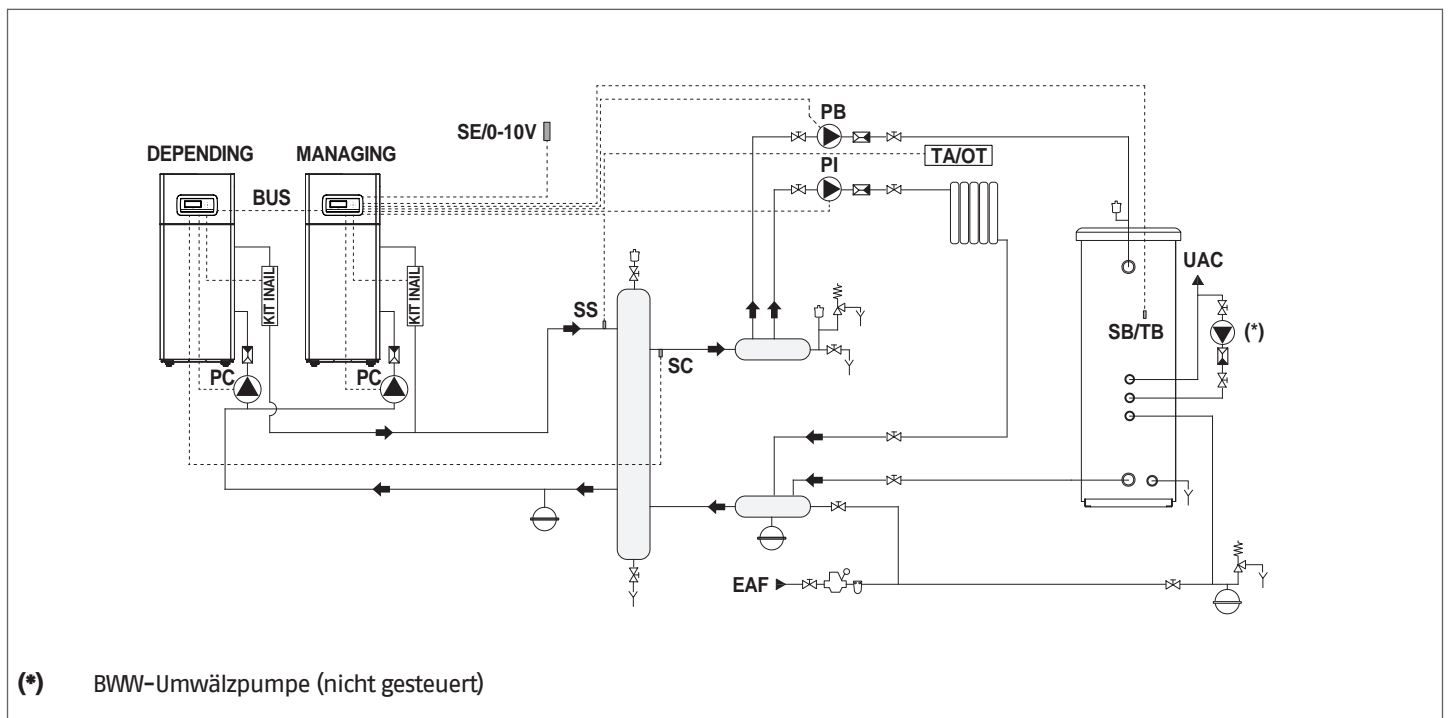 SE/0-10V
PB
DEPENDING
MANAGING
TA/OT
PI
BUS
UAC
KIT INAIL
KIT INAIL
SS
SB/TB
(*)
SC
PC
PC
EAF
(*) BWW-Umwälzpumpe (nicht gesteuert)